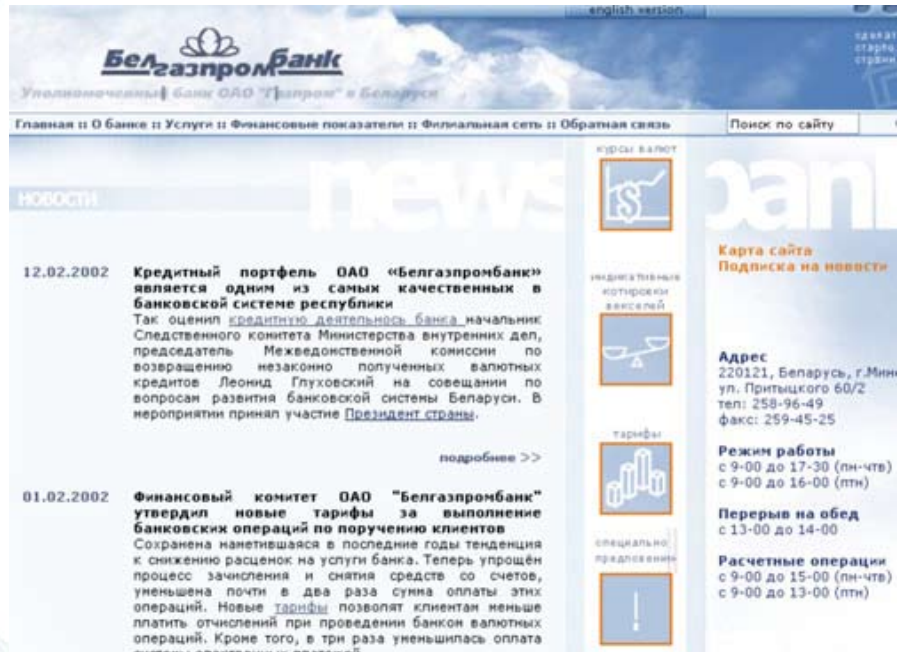 english version
Белгазпромбанк
Уполномоченный банк ОАО "Газпром" в Беларуси
Главная :: О банке :: Услуги :: Финансовые показатели :: Филиальная сеть :: Обратная связь
Поиск по сайту
news
bank
НОВОСТИ
12.02.2002
Кредитный портфель ОАО «Белгазпромбанк»
является одним из самых качественных в
банковской системе республики
Так оценил кредитную деятельнось банка начальник
Следственного комитета Министерства внутренних дел,
председатель Межведомственной комиссии по
возвращению незаконно полученных валютных
кредитов Леонид Глуховский на совещании по
вопросам развития банковской системы Беларуси. В
мероприятии принял участие Президент страны.
подробнее >>
01.02.2002
Финансовый комитет ОАО "Белгазпромбанк"
утвердил новые тарифы за выполнение
банковских операций по поручению клиентов
Сохранена наметившаяся в последние годы тенденция
к снижению расценок на услуги банка. Теперь упрощён
процесс зачисления и снятия средств со счетов,
уменьшена почти в два раза сумма оплаты этих
операций. Новые тарифы позволят клиентам меньше
платить отчислений при проведении банком валютных
операций. Кроме того, в три раза уменьшилась оплата
курсы валют
индикативные
котировки
векселей
тарифы
специально
Карта сайта
Подписка на новости
Адрес
220121, Беларусь, г.Мин
ул. Притыцкого 60/2
тел: 258-96-49
факс: 259-45-25
Режим работы
с 9-00 до 17-30 (пн-чтв)
с 9-00 до 16-00 (птн)
Перерыв на обед
с 13-00 до 14-00
Расчетные операции
с 9-00 до 15-00 (пн-чтв)
с 9-00 до 13-00 (птн)